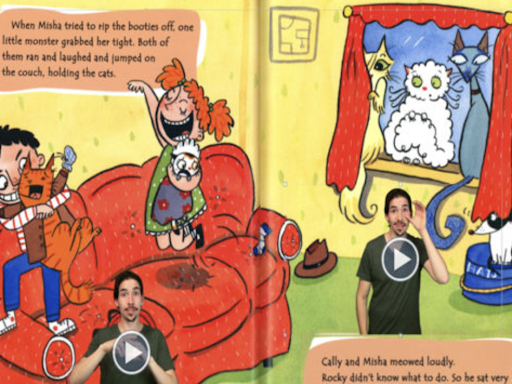 When Misha tried to rip the booties off, one
little monster grabbed her tight. Both of
them ran and laughed and jumped on
the couch, holding the cats.
Cally and Misha meowed loudly.
Rocky didn't know what to do. So he sat very